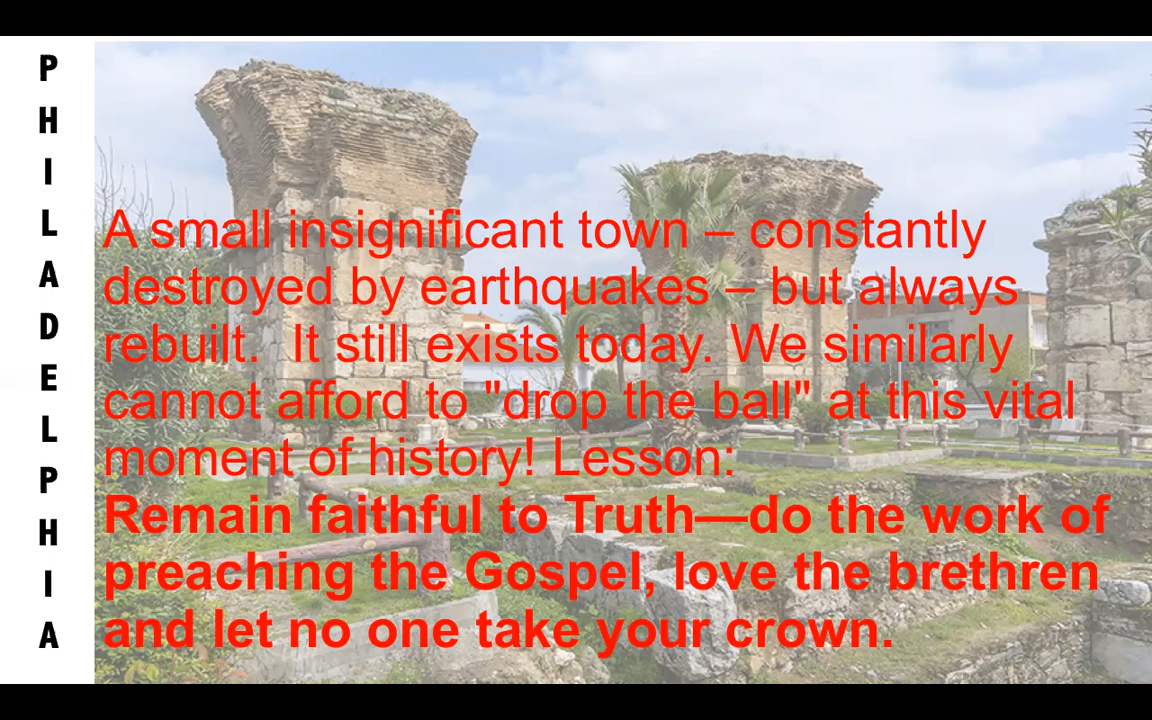 PHILADELPHIA
A small insignificant town – constantly
destroyed by earthquakes – but always
rebuilt.  It still exists today. We similarly
cannot afford to "drop the ball" at this vital
moment of history! Lesson:
Remain faithful to Truth—do the work of
preaching the Gospel, love the brethren
and let no one take your crown.